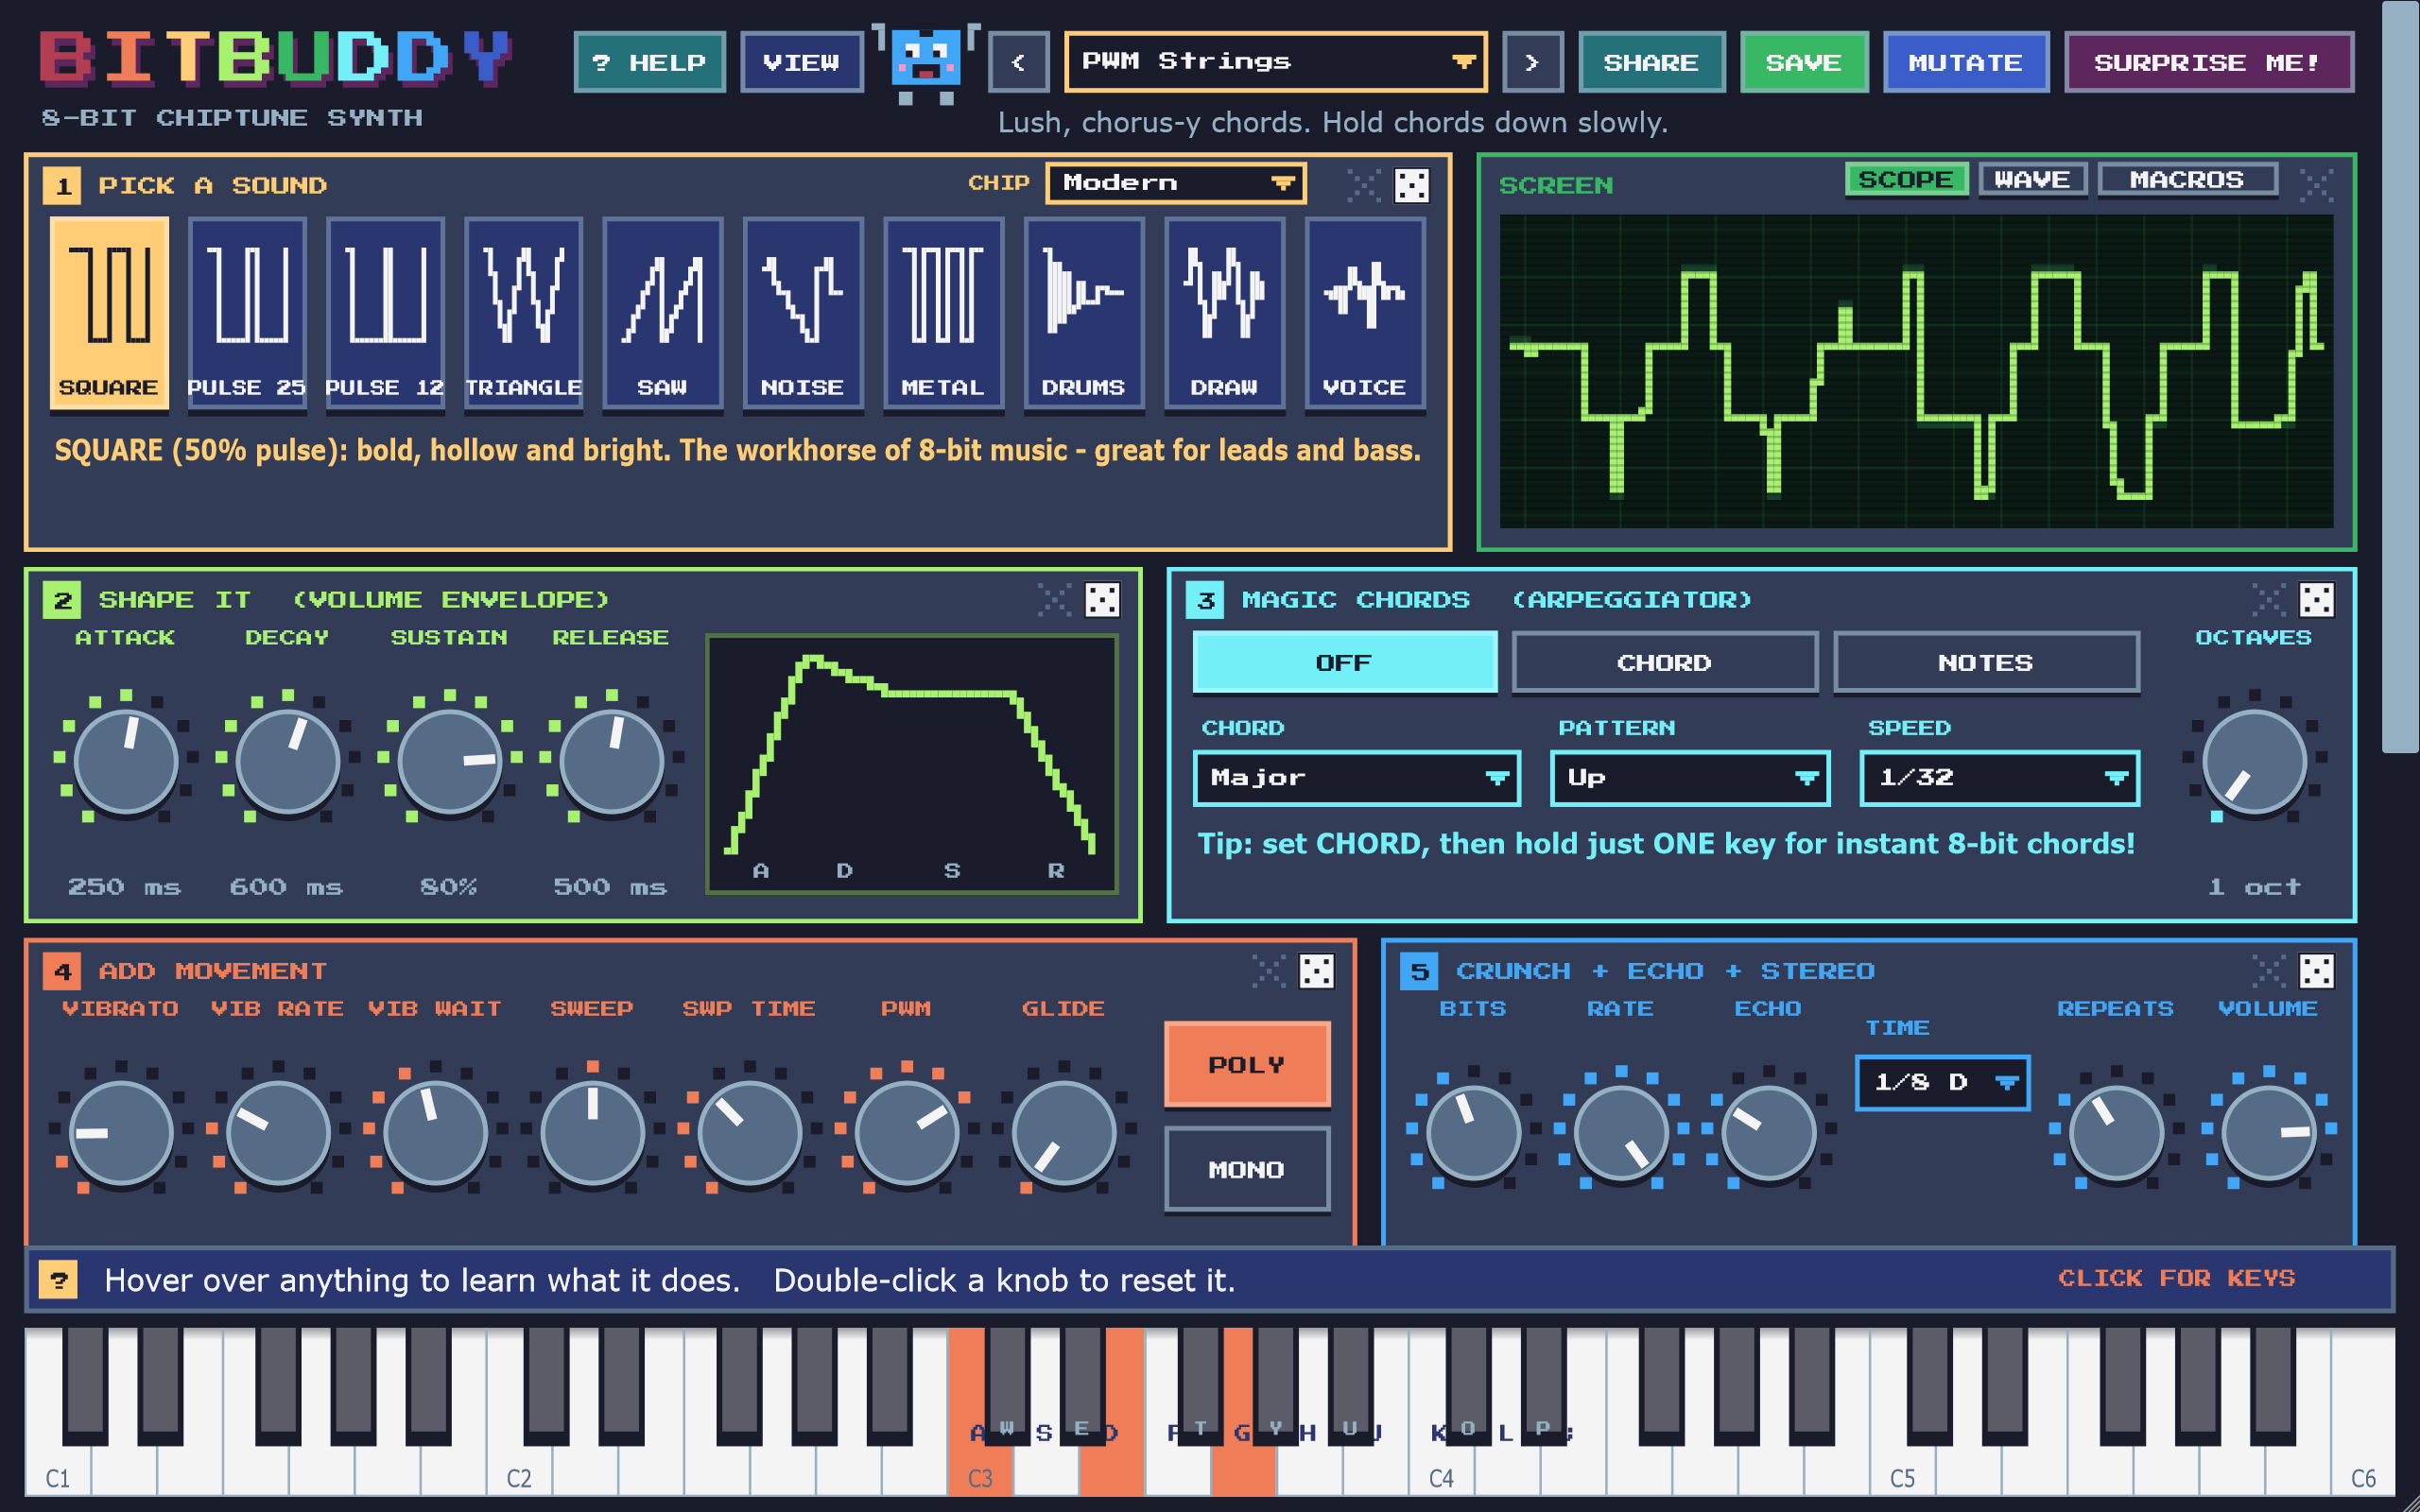 BITBUDDY
8-BIT CHIPTUNE SYNTH
? HELP
VIEW
<
PWM Strings
>
SHARE
SAVE
MUTATE
SURPRISE ME!
Lush, chorus-y chords. Hold chords down slowly.
1 PICK A SOUND
CHIP
Modern
SQUARE
PULSE 25
PULSE 12
TRIANGLE
SAW
NOISE
METAL
DRUMS
DRAW
VOICE
SQUARE (50% pulse): bold, hollow and bright. The workhorse of 8-bit music - great for leads and bass.
SCREEN
SCOPE
WAVE
MACROS
2 SHAPE IT (VOLUME ENVELOPE)
ATTACK
DECAY
SUSTAIN
RELEASE
250 ms
600 ms
80%
500 ms
A D S R
3 MAGIC CHORDS (ARPEGGIATOR)
OFF
CHORD
NOTES
OCTAVES
CHORD
PATTERN
SPEED
Major
Up
1/32
Tip: set CHORD, then hold just ONE key for instant 8-bit chords!
1 oct
4 ADD MOVEMENT
VIBRATO
VIB RATE
VIB WAIT
SWEEP
SWP TIME
PWM
GLIDE
POLY
MONO
5 CRUNCH + ECHO + STEREO
BITS
RATE
ECHO
TIME
1/8 D
REPEATS
VOLUME
? Hover over anything to learn what it does. Double-click a knob to reset it.
CLICK FOR KEYS
A W S E D F T G Y H U J K O L P ;
C1 C2 C3 C4 C5 C6